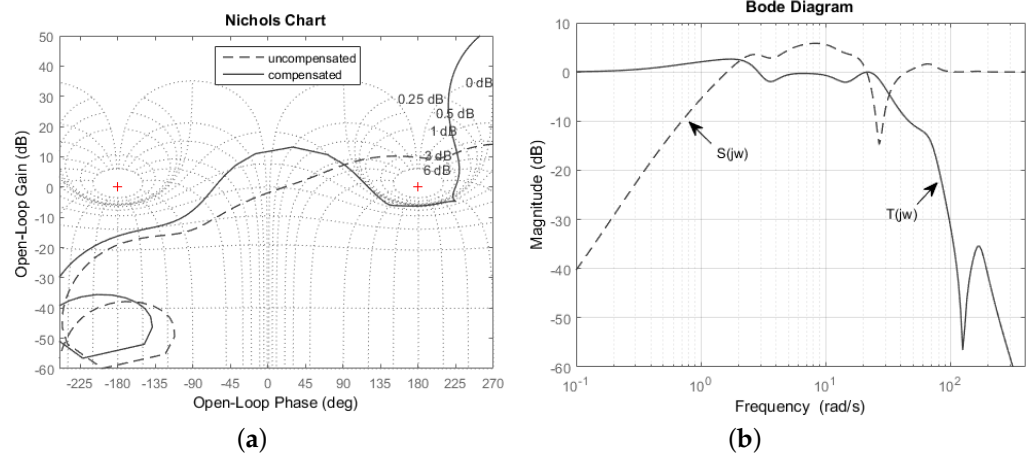 Nichols Chart
uncompensated
compensated
0 dB
0.25 dB
0.5 dB
1 dB
3 dB
6 dB
Open-Loop Gain (dB)
50
40
30
20
10
0
-10
-20
-30
-40
-50
-60
-225 -180 -135 -90 -45 0 45 90 135 180 225 270
Open-Loop Phase (deg)
(a)
Bode Diagram
Magnitude (dB)
10
0
-10
-20
-30
-40
-50
-60
S(jw)
T(jw)
10^-1 10^0 10^1 10^2
Frequency (rad/s)
(b)